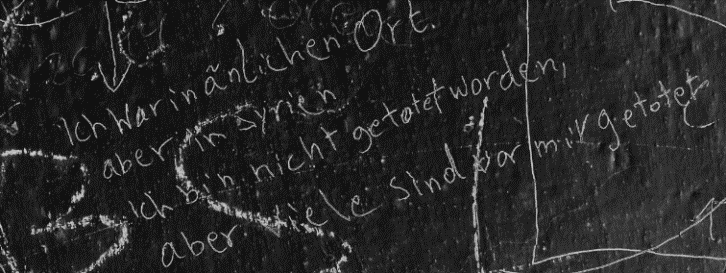 Ich War in änlichen Ort.
aber in Syrien
Ich bin nicht getötet worden,
aber viele sind vor mir getötet